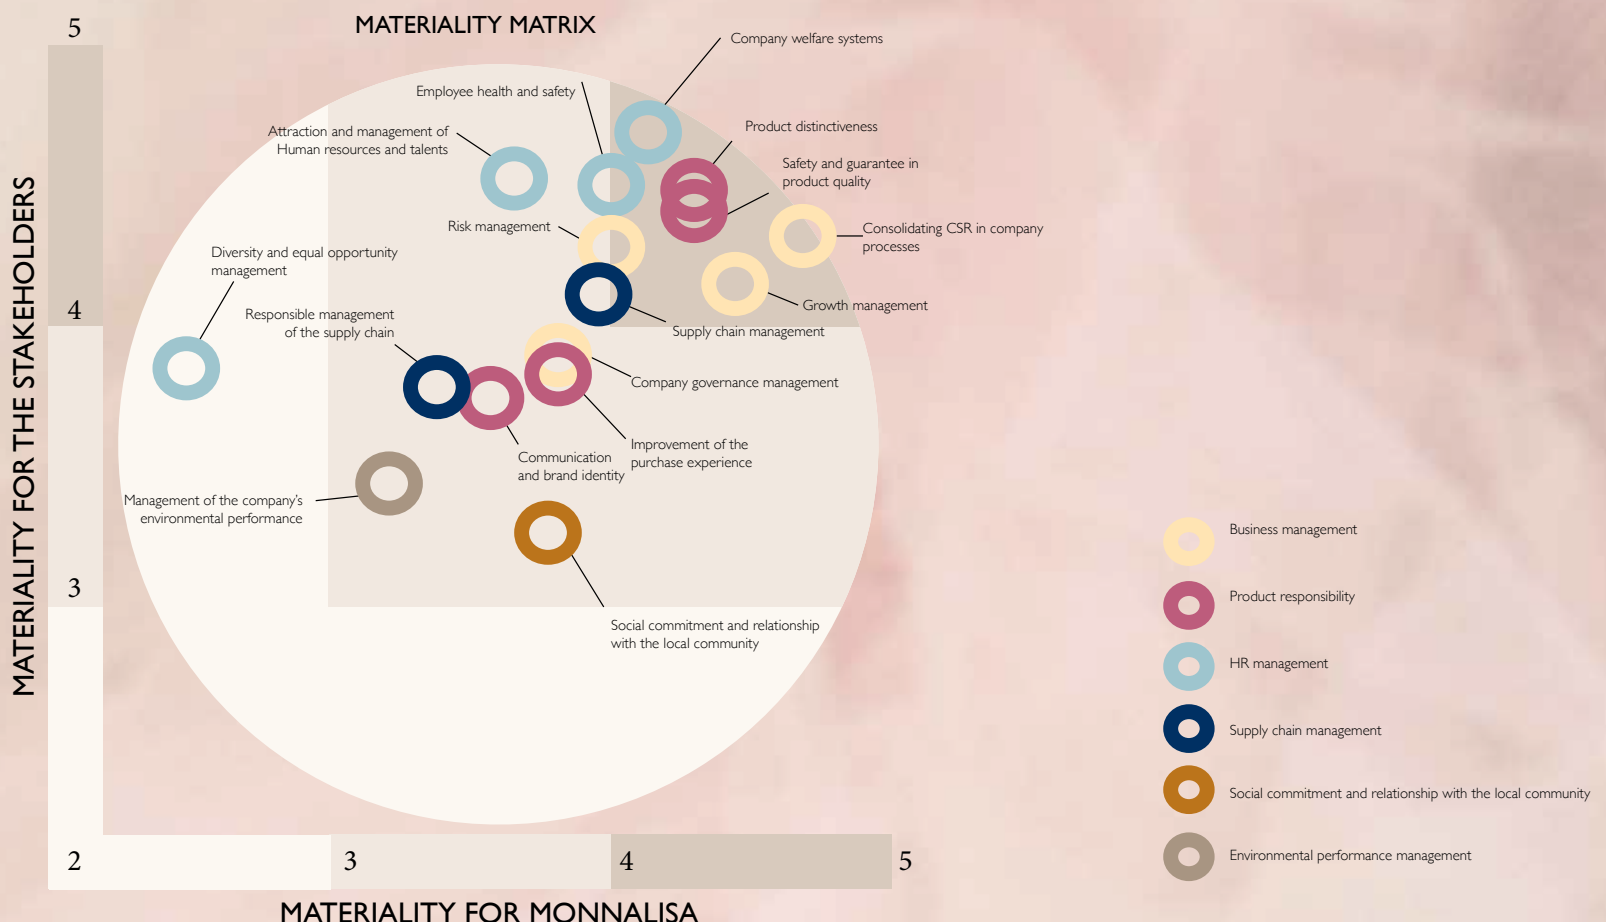 MATERIALITY MATRIX
5
Company welfare systems
Employee health and safety
Product distinctiveness
Attraction and management of
Human resources and talents
Safety and guarantee in
product quality
Risk management
Consolidating CSR in company
processes
Diversity and equal opportunity
management
Growth management
4
Responsible management
of the supply chain
Supply chain management
Company governance management
Improvement of the
purchase experience
Communication
and brand identity
Management of the company's
environmental performance
3
Social commitment and relationship
with the local community
MATERIALITY FOR THE STAKEHOLDERS
2
3
4
5
MATERIALITY FOR MONNALISA
Business management
Product responsibility
HR management
Supply chain management
Social commitment and relationship with the local community
Environmental performance management